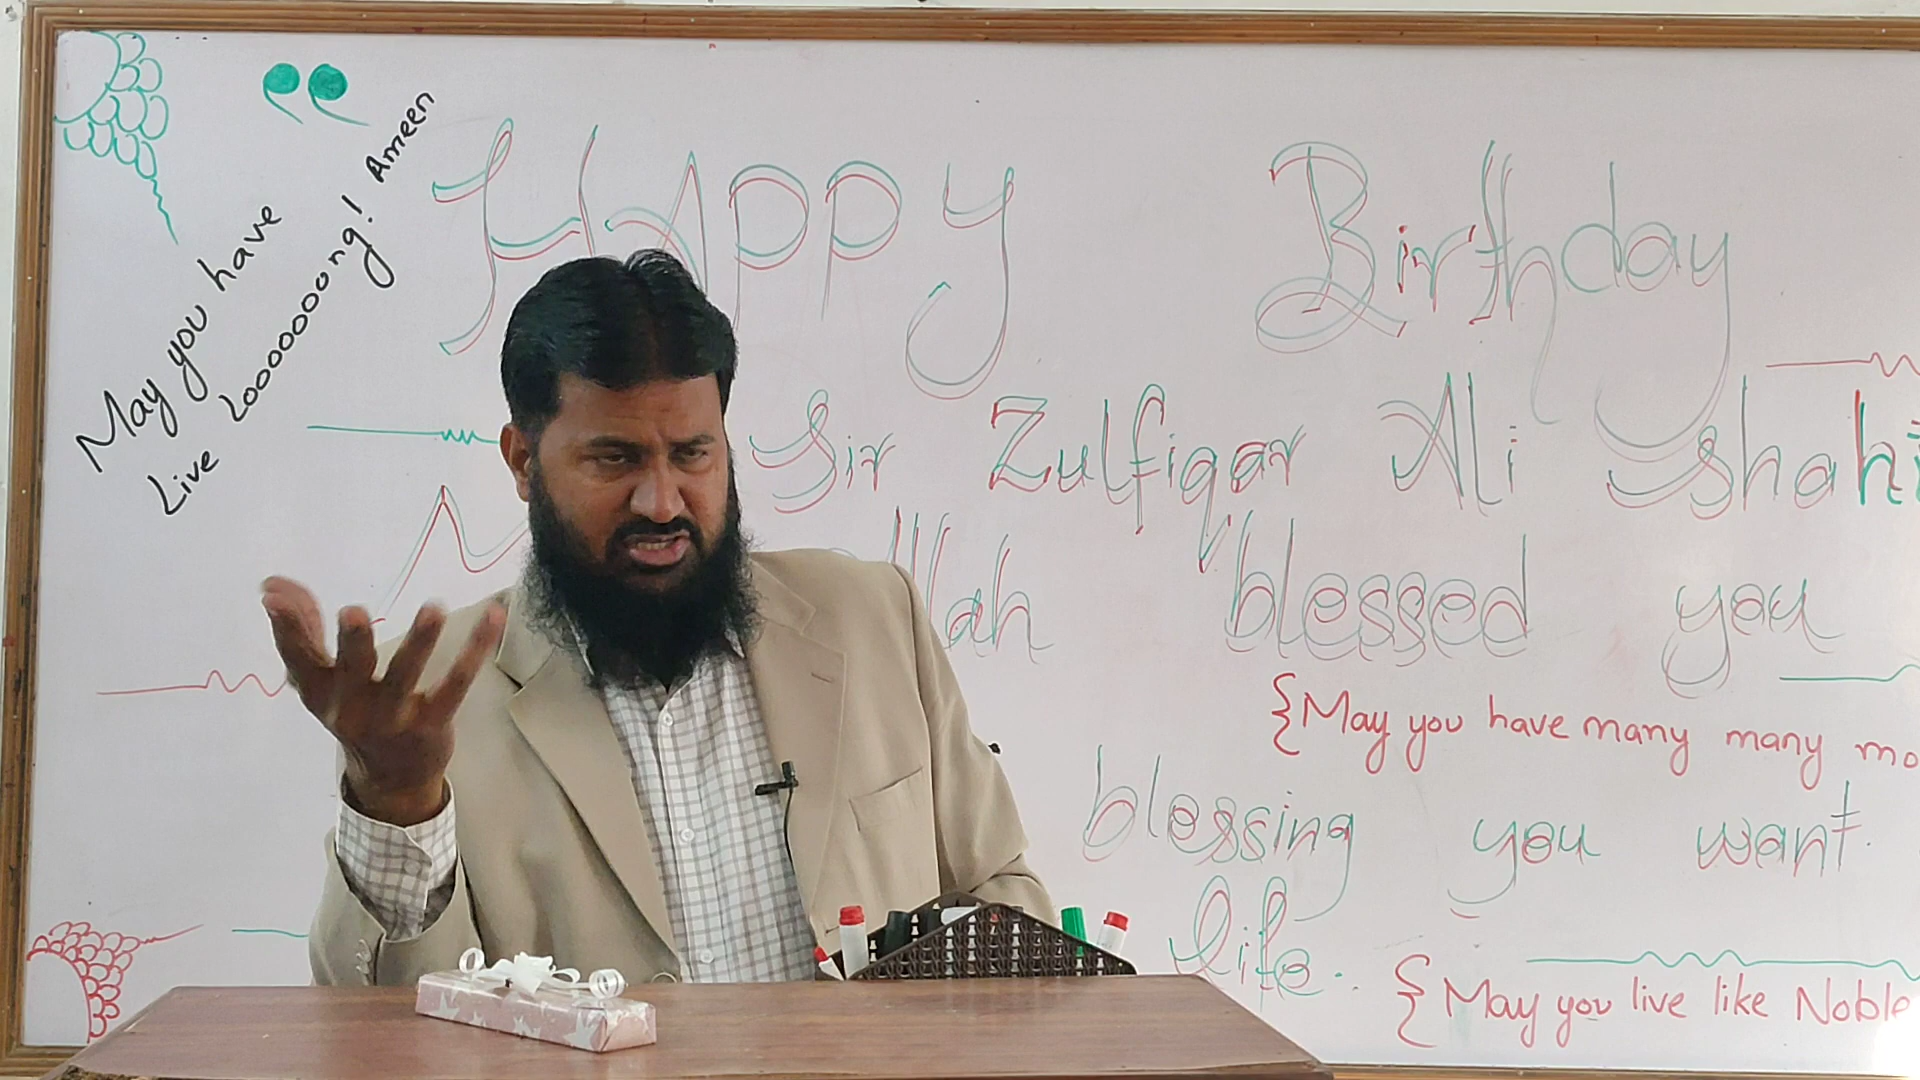 May you have
Live Looooooong! Ameen
Happy Birthday
Sir Zulfiqar Ali Shahi
llah blessed you
{May you have many many mo
blessing you want
life.
{May you live like Noble